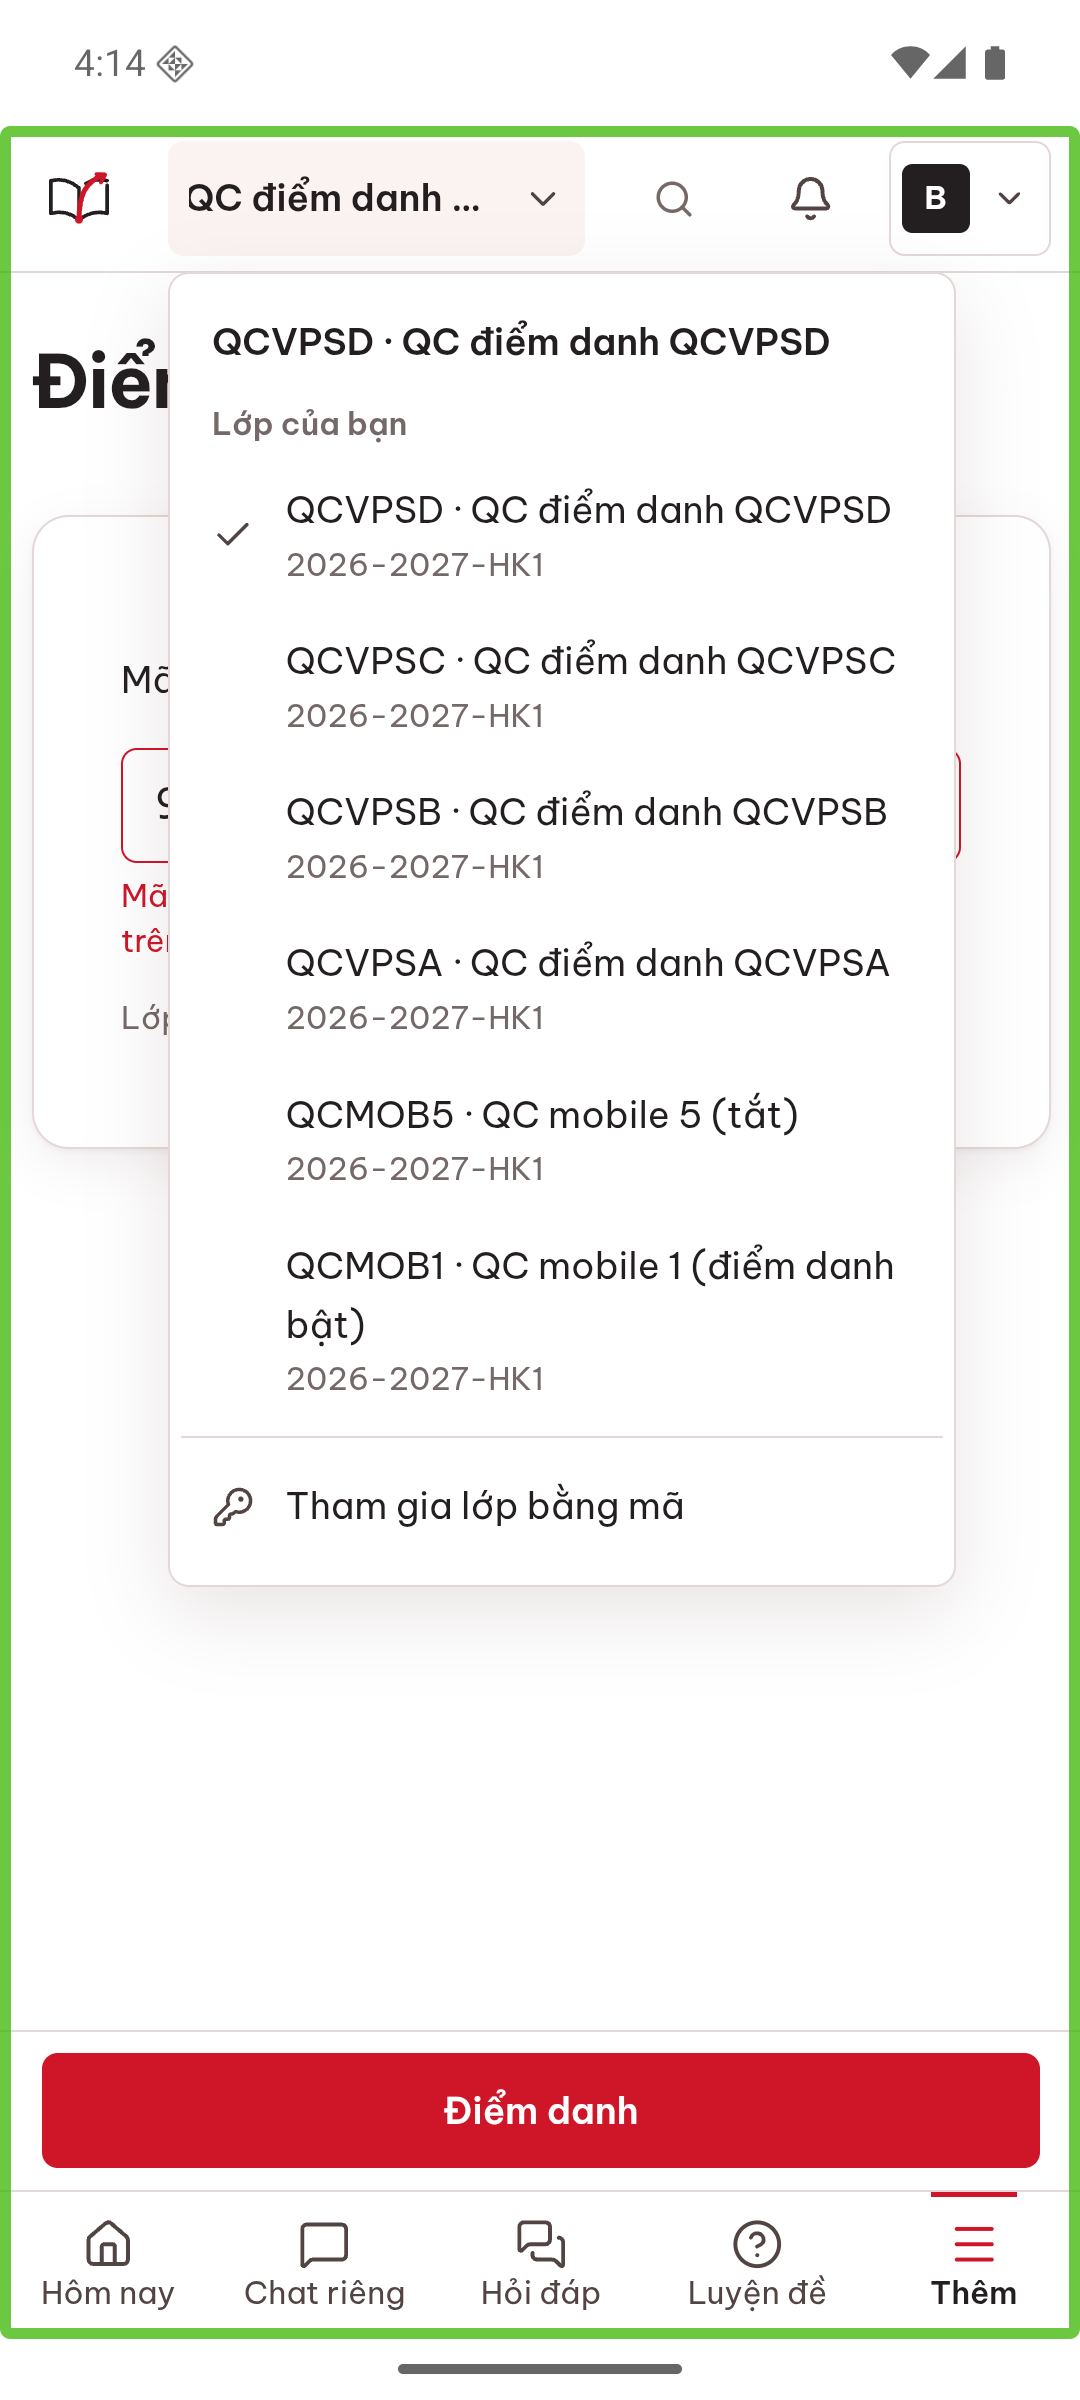 4:14
QC điểm danh ...
B
QCVPSD · QC điểm danh QCVPSD
Lớp của bạn
QCVPSD · QC điểm danh QCVPSD
2026-2027-HK1
QCVPSC · QC điểm danh QCVPSC
2026-2027-HK1
QCVPSB · QC điểm danh QCVPSB
2026-2027-HK1
QCVPSA · QC điểm danh QCVPSA
2026-2027-HK1
QCMOB5 · QC mobile 5 (tắt)
2026-2027-HK1
QCMOB1 · QC mobile 1 (điểm danh
bật)
2026-2027-HK1
Tham gia lớp bằng mã
Mã
Mã
Điểm danh
Hôm nay
Chat riêng
Hỏi đáp
Luyện đề
Thêm